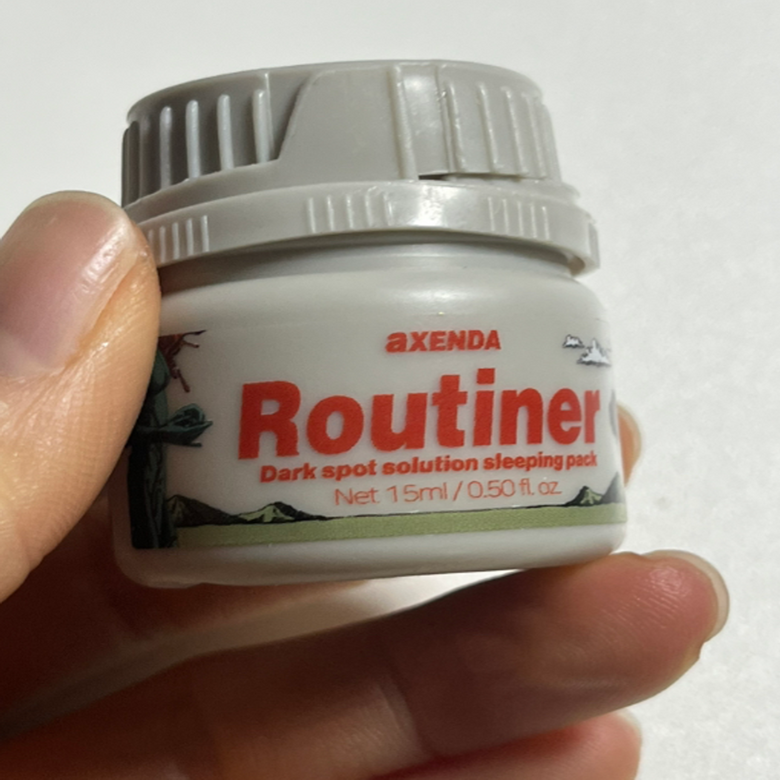 aXENDA
Routiner
Dark spot solution sleeping pack
Net 15ml / 0.50 fl. oz